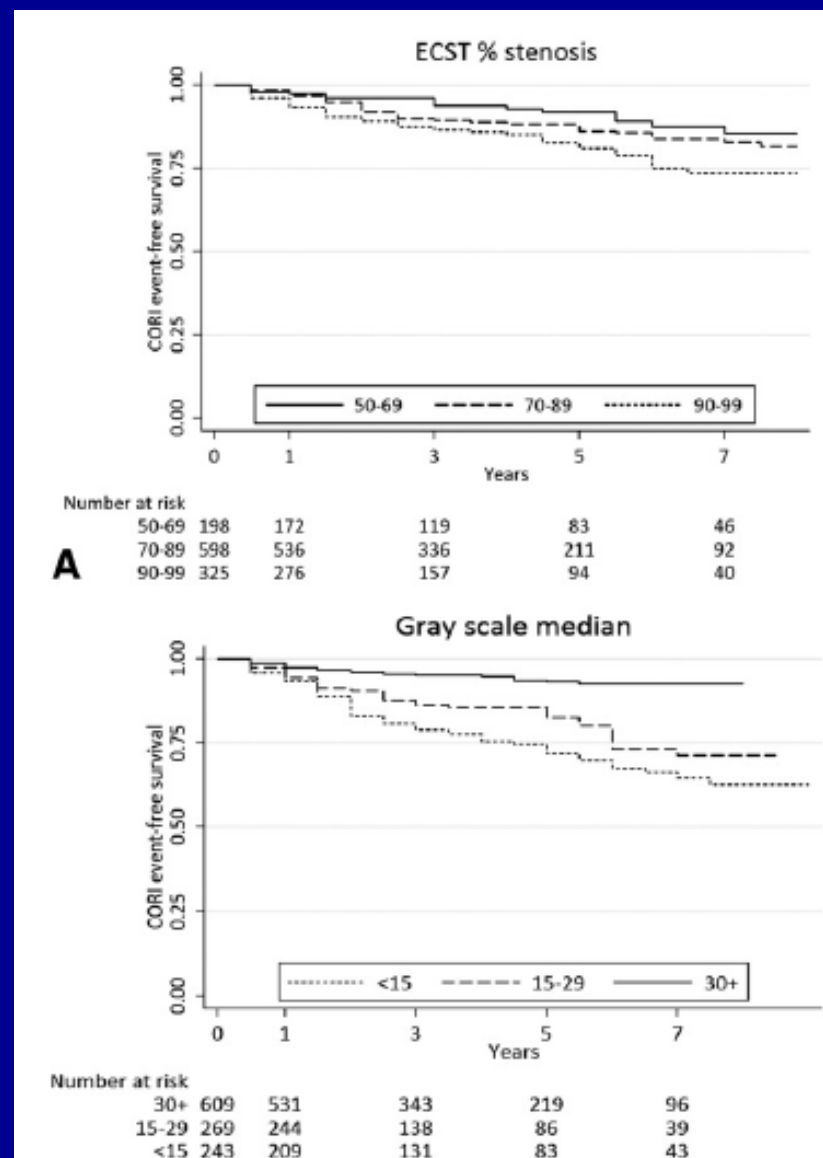 ECST % stenosis
CORI event-free survival
1.00
0.75
0.50
0.25
0.00
50-69 70-89 90-99
0 1 3 5 7
Years
Number at risk
50-69 198 172 119 83 46
70-89 598 536 336 211 92
90-99 325 276 157 94 40
A
Gray scale median
CORI event-free survival
1.00
0.75
0.50
0.25
0.00
<15 15-29 30+
0 1 3 5 7
Years
Number at risk
30+ 609 531 343 219 96
15-29 269 244 138 86 39
<15 243 209 131 83 43